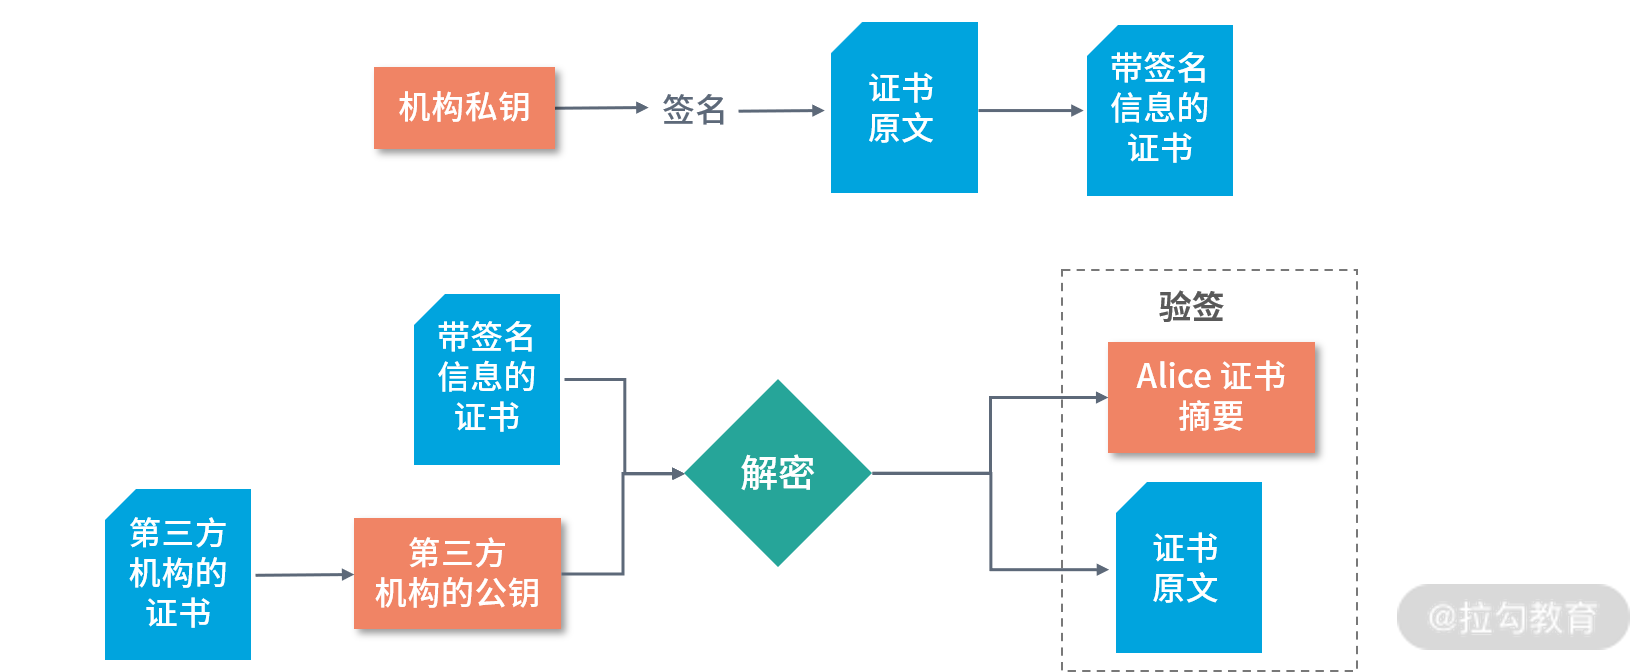 机构私钥
签名
证书
原文
带签名
信息的
证书
带签名
信息的
证书
第三方
机构的
证书
第三方
机构的公钥
解密
验签
Alice 证书
摘要
证书
原文
@拉勾教育